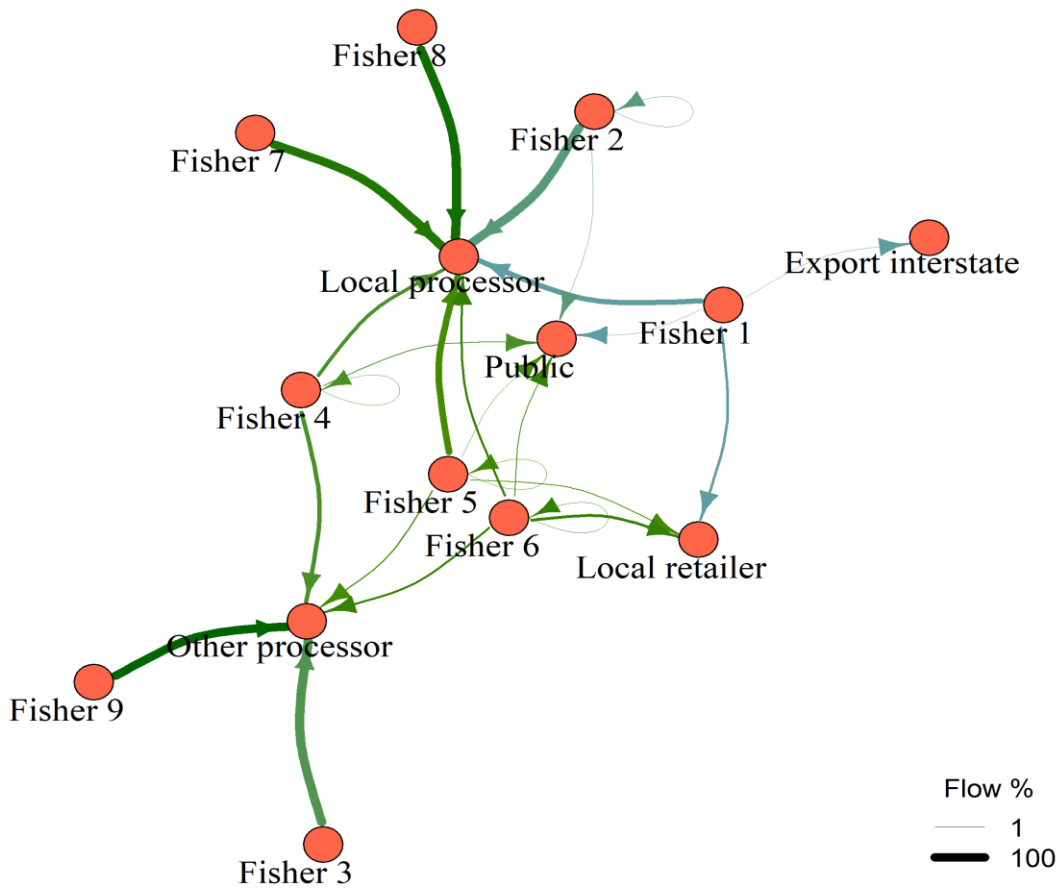 Fisher 8
Fisher 7
Fisher 2
Export interstate
Local processor
Fisher 1
Public
Fisher 4
Fisher 5
Fisher 6
Local retailer
Other processor
Fisher 9
Fisher 3
Flow %
1
100